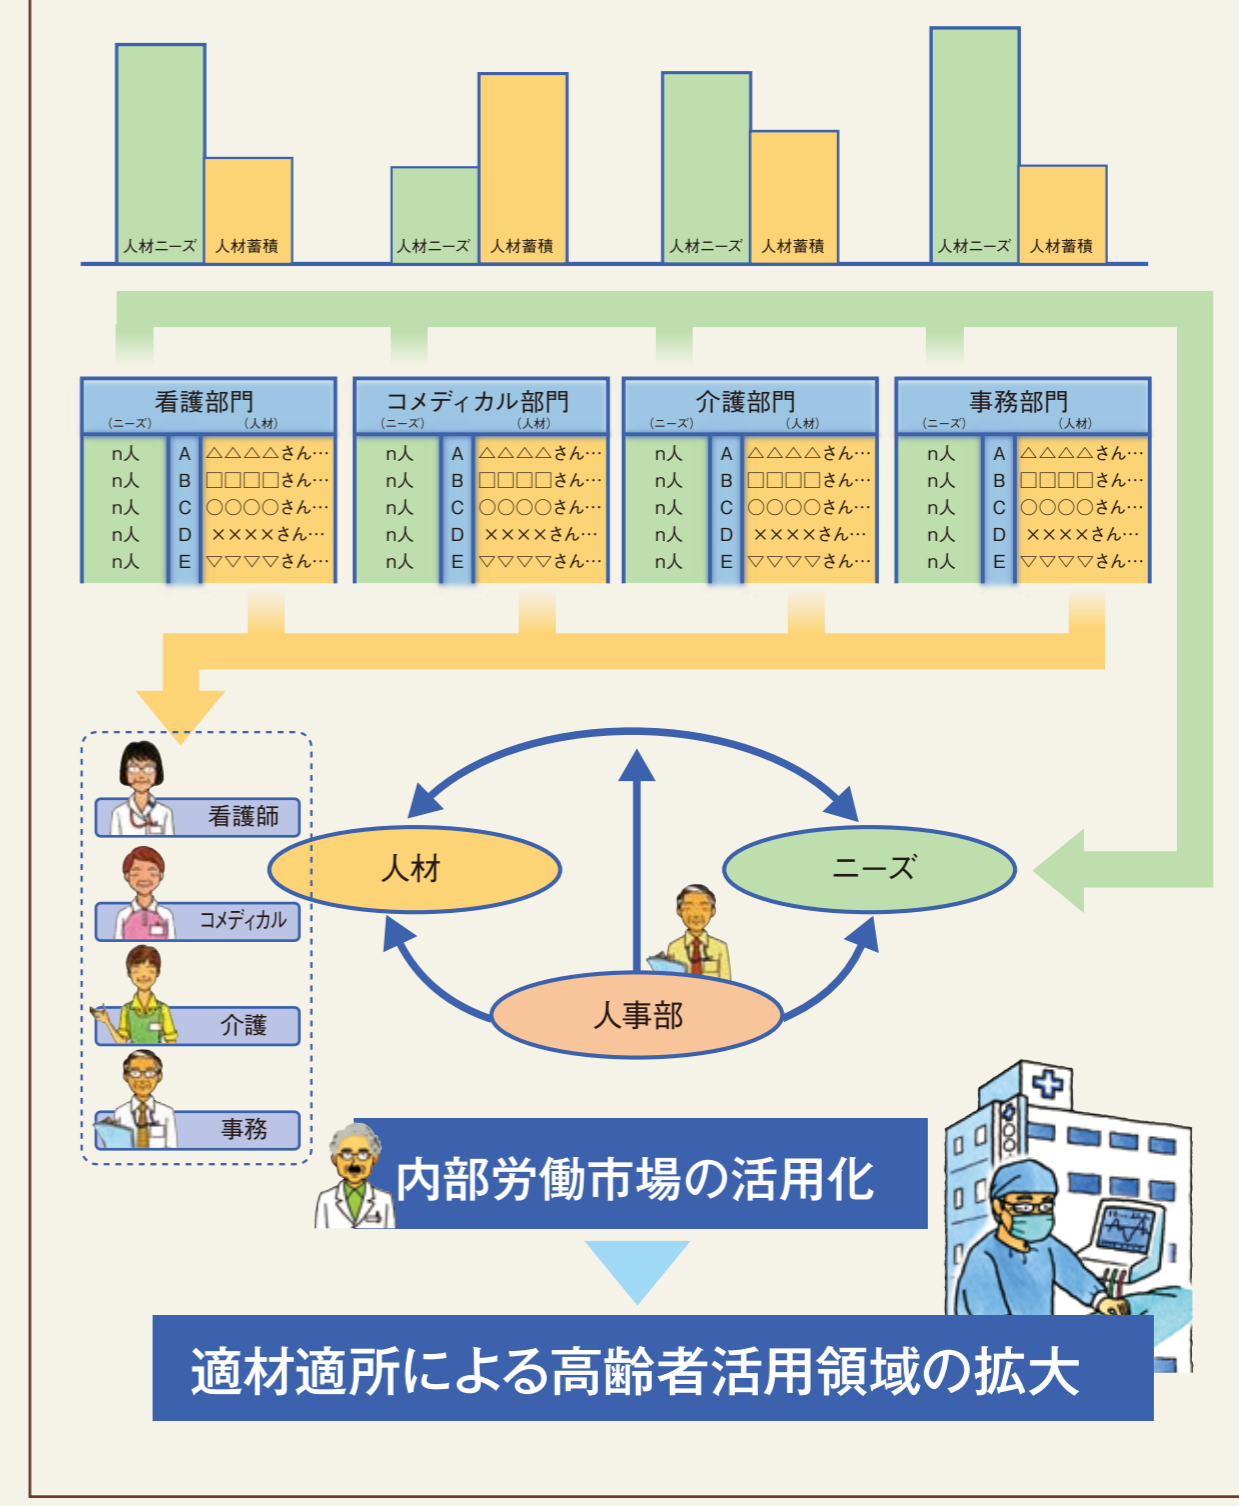 人材ニーズ 人材蓄積 人材ニーズ 人材蓄積 人材ニーズ 人材蓄積 人材ニーズ 人材蓄積
看護部門
(ニーズ) (人材)
n人 A △△△△さん…
n人 B □□□□さん…
n人 C ○○○○さん…
n人 D ××××さん…
n人 E ▽▽▽▽さん…
コメディカル部門
(ニーズ) (人材)
n人 A △△△△さん…
n人 B □□□□さん…
n人 C ○○○○さん…
n人 D ××××さん…
n人 E ▽▽▽▽さん…
介護部門
(ニーズ) (人材)
n人 A △△△△さん…
n人 B □□□□さん…
n人 C ○○○○さん…
n人 D ××××さん…
n人 E ▽▽▽▽さん…
事務部門
(ニーズ) (人材)
n人 A △△△△さん…
n人 B □□□□さん…
n人 C ○○○○さん…
n人 D ××××さん…
n人 E ▽▽▽▽さん…
看護師
コメディカル
介護
事務
人材
ニーズ
人事部
内部労働市場の活用化
適材適所による高齢者活用領域の拡大